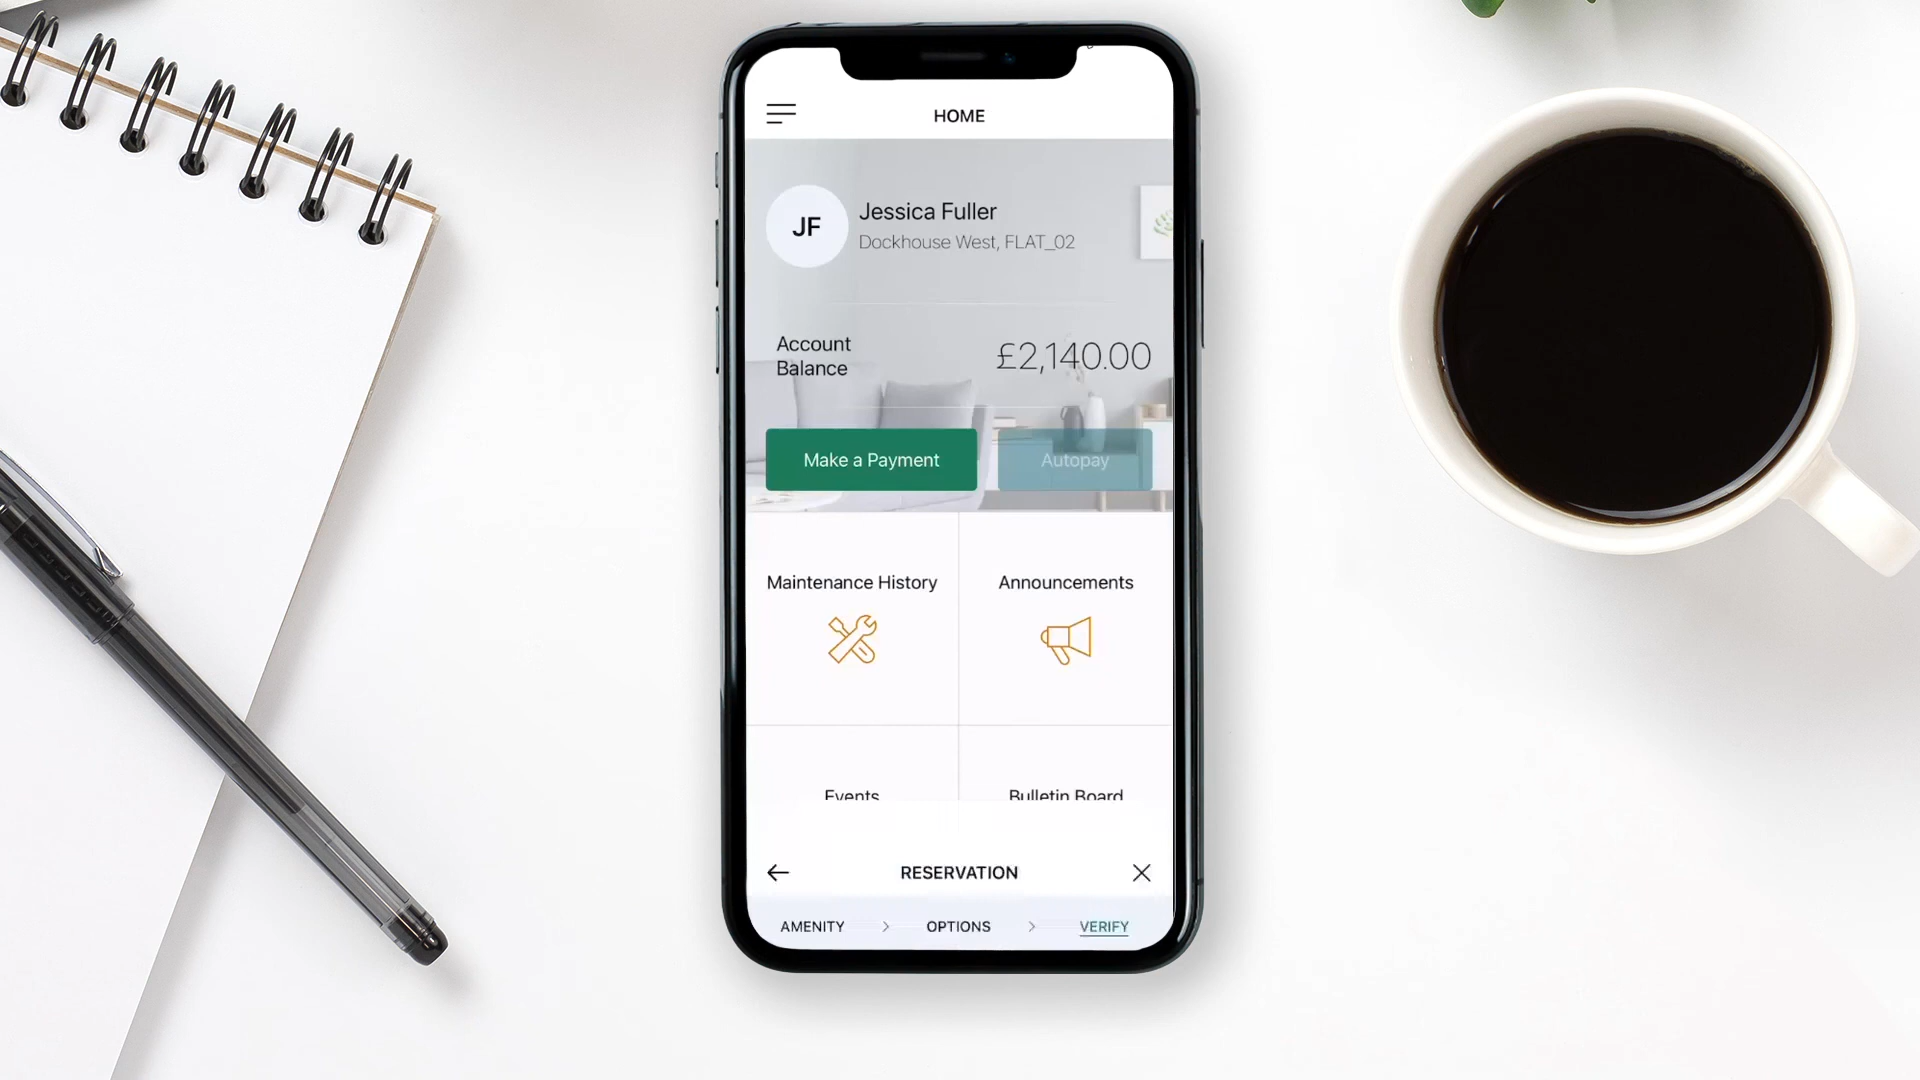 HOME
JF
Jessica Fuller
Dockhouse West, FLAT_02
Account
Balance
£2,140.00
Make a Payment
Autopay
Maintenance History
Announcements
Events
Bulletin Board
RESERVATION
AMENITY
OPTIONS
VERIFY